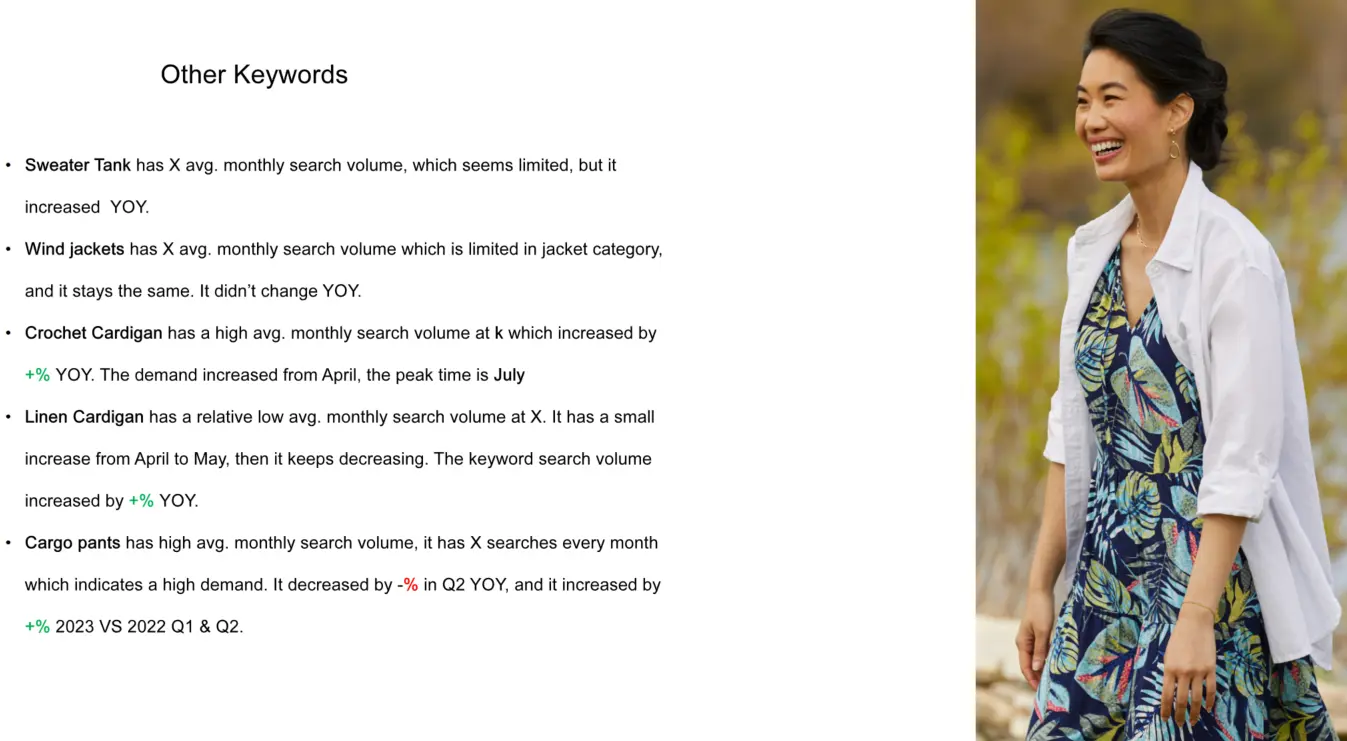 Other Keywords
• Sweater Tank has X avg. monthly search volume, which seems limited, but it
increased  YOY.
• Wind jackets has X avg. monthly search volume which is limited in jacket category,
and it stays the same. It didn’t change YOY.
• Crochet Cardigan has a high avg. monthly search volume at k which increased by
+% YOY. The demand increased from April, the peak time is July
• Linen Cardigan has a relative low avg. monthly search volume at X. It has a small
increase from April to May, then it keeps decreasing. The keyword search volume
increased by +% YOY.
• Cargo pants has high avg. monthly search volume, it has X searches every month
which indicates a high demand. It decreased by -% in Q2 YOY, and it increased by
+% 2023 VS 2022 Q1 & Q2.